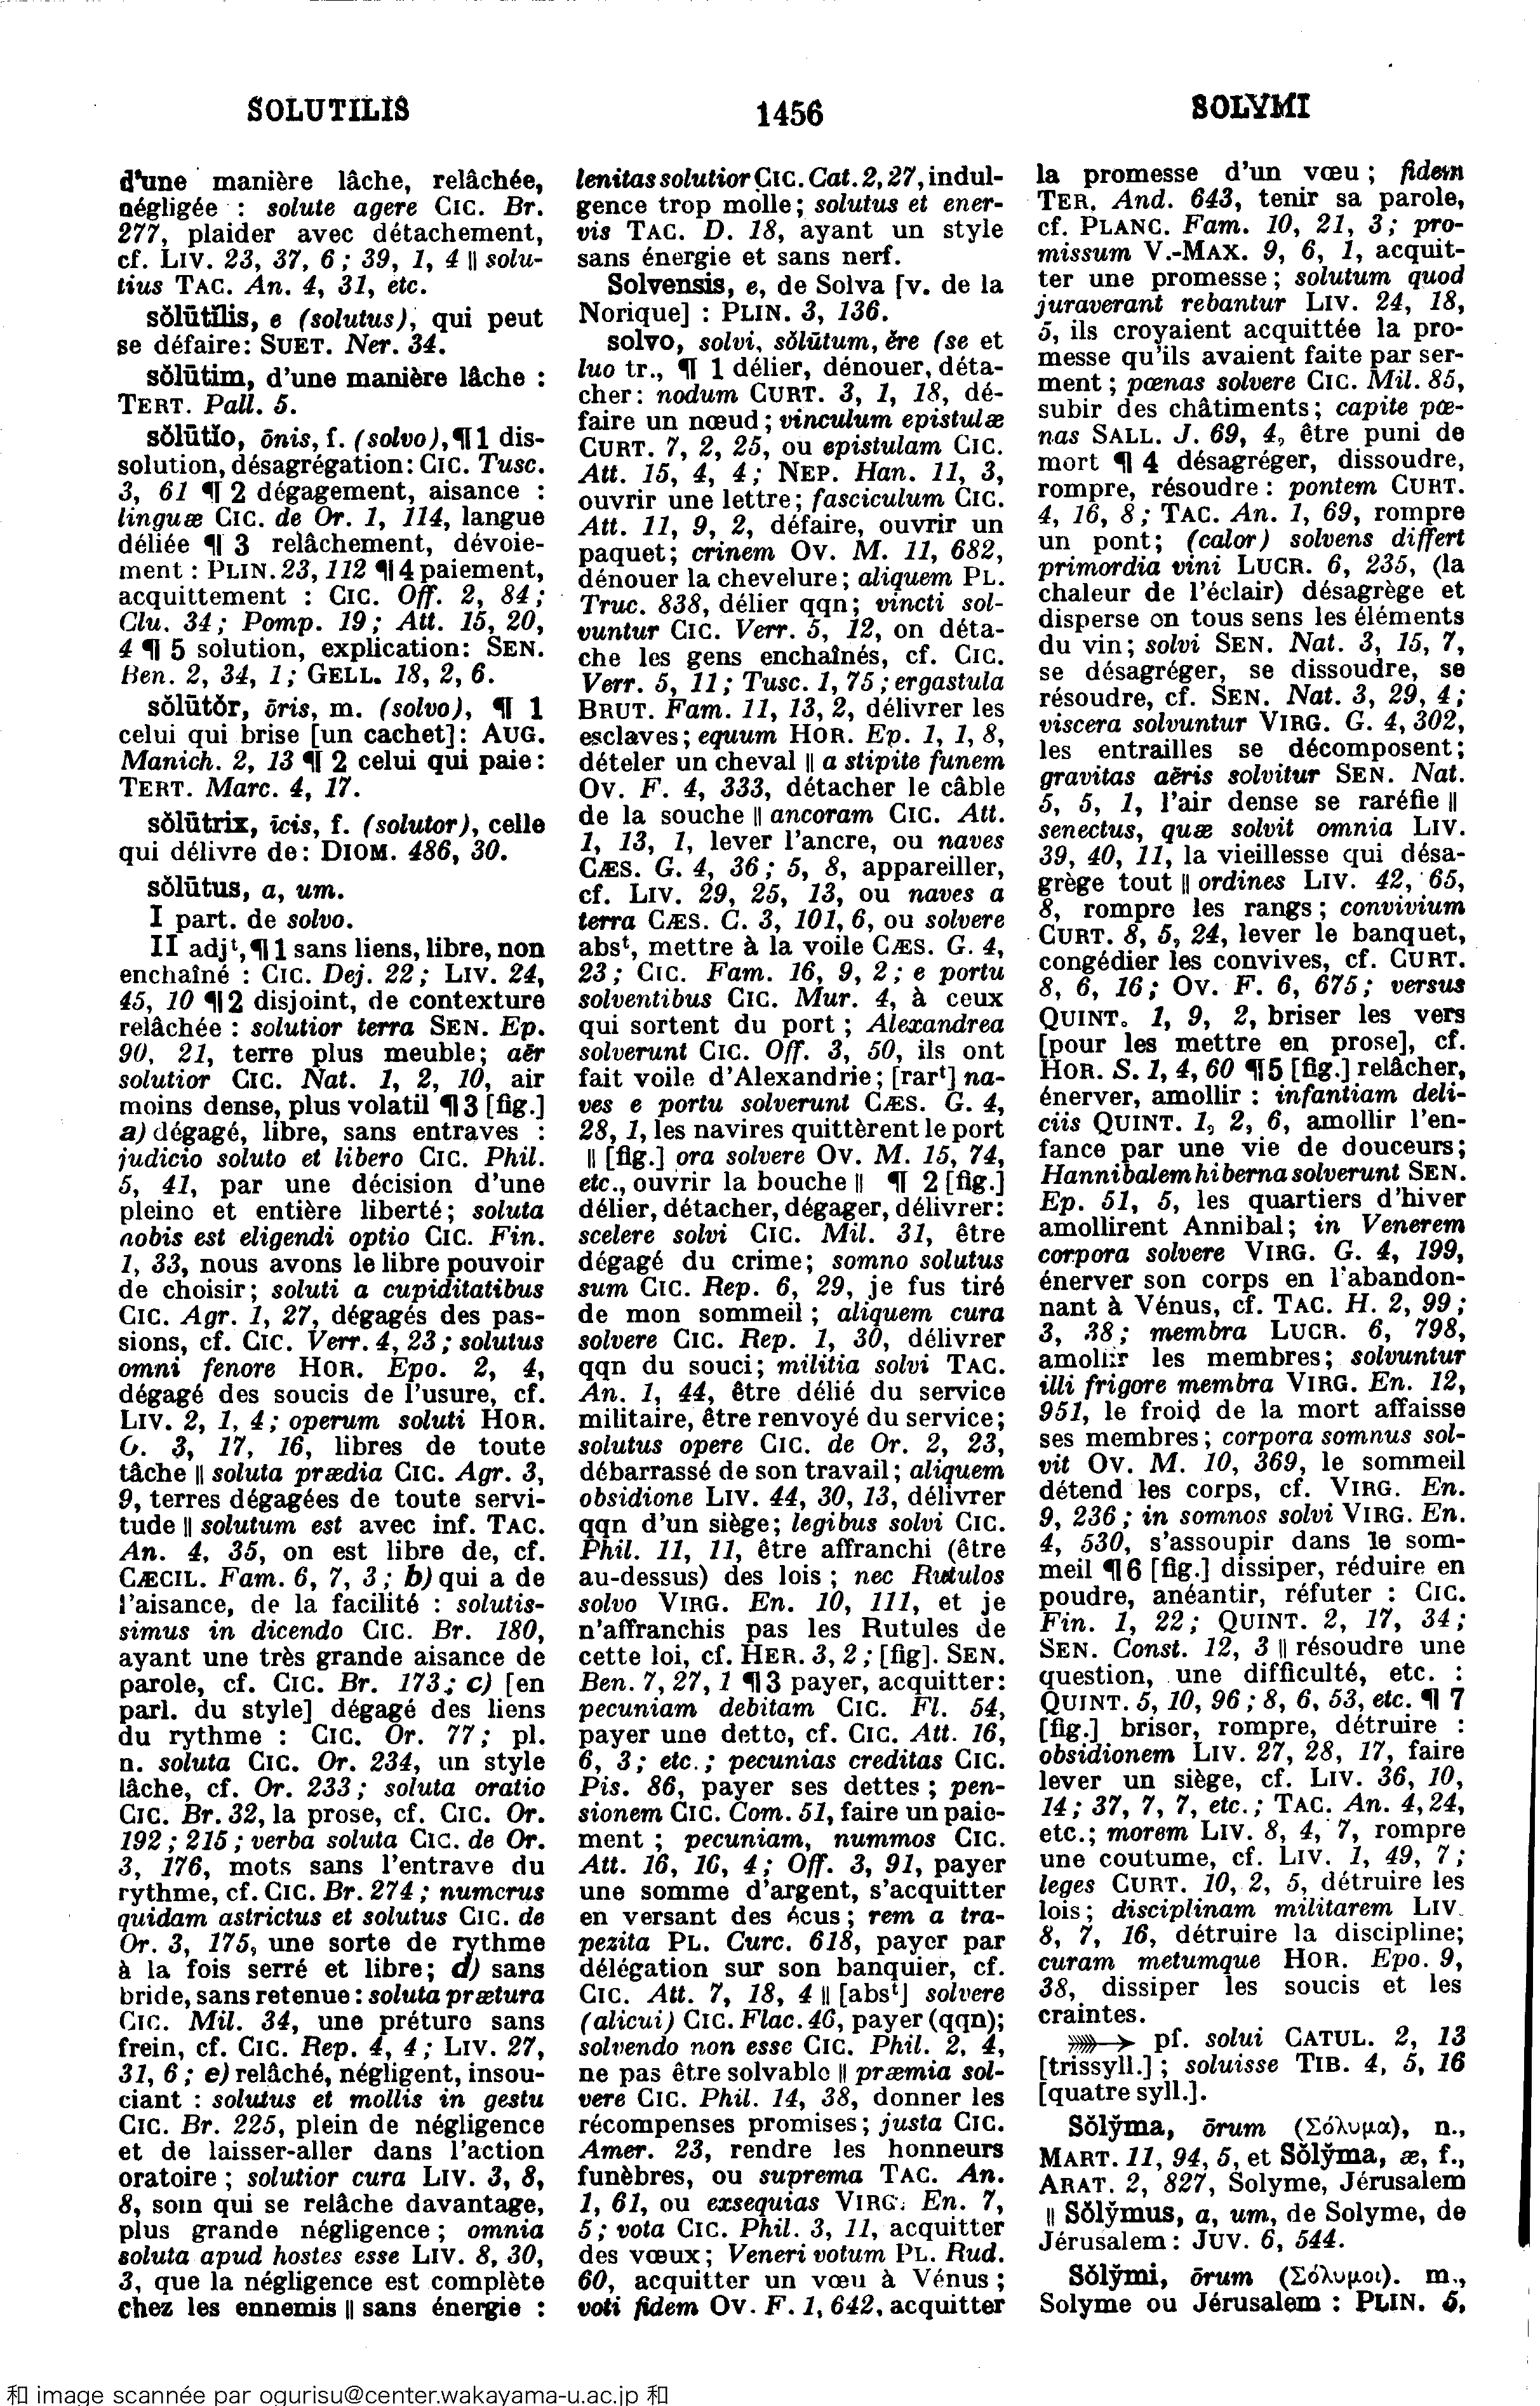 SOLUTILIS
1456
SOLYMI
d'une manière lâche, relâchée,
négligée : solute agere CIC. Br.
277, plaider avec détachement,
cf. LIV. 23, 37, 6 ; 39, 1, 4 || solu-
tius TAC. An. 4, 31, etc.
sŏlūtĭlis, e (solutus), qui peut
se défaire: SUET. Ner. 34.
sŏlūtim, d'une manière lâche :
TERT. Pall. 5.
sŏlūtĭo, ōnis, f. (solvo), ¶ 1 dis-
solution, désagrégation: CIC. Tusc.
3, 61 ¶ 2 dégagement, aisance :
linguæ CIC. de Or. 1, 114, langue
déliée ¶ 3 relâchement, dévoie-
ment : PLIN. 23, 112 ¶ 4 paiement,
acquittement : CIC. Off. 2, 84 ;
Clu. 34 ; Pomp. 19 ; Att. 15, 20,
4 ¶ 5 solution, explication: SEN.
Ben. 2, 34, 1 ; GELL. 18, 2, 6.
sŏlūtŏr, ōris, m. (solvo), ¶ 1
celui qui brise [un cachet]: AUG.
Manich. 2, 13 ¶ 2 celui qui paie :
TERT. Marc. 4, 17.
sŏlūtrix, īcis, f. (solutor), celle
qui délivre de: DIOM. 486, 30.
sŏlūtus, a, um.
I part. de solvo.
II adjᵗ, ¶ 1 sans liens, libre, non
enchaîné : CIC. Dej. 22 ; LIV. 24,
45, 10 ¶ 2 disjoint, de contexture
relâchée : solutior terra SEN. Ep.
90, 21, terre plus meuble ; aër
solutior CIC. Nat. 1, 2, 10, air
moins dense, plus volatil ¶ 3 [fig.]
a) dégagé, libre, sans entraves :
judicio soluto et libero CIC. Phil.
5, 41, par une décision d'une
pleine et entière liberté ; soluta
nobis est eligendi optio CIC. Fin.
1, 33, nous avons le libre pouvoir
de choisir ; soluti a cupiditatibus
CIC. Agr. 1, 27, dégagés des pas-
sions, cf. CIC. Verr. 4, 23 ; solutus
omni fenore HOR. Epo. 2, 4,
dégagé des soucis de l'usure, cf.
LIV. 2, 1, 4 ; operum soluti HOR.
O. 3, 17, 16, libres de toute
tâche || soluta prædia CIC. Agr. 3,
9, terres dégagées de toute servi-
tude || solutum est avec inf. TAC.
An. 4, 35, on est libre de, cf.
CÆCIL. Fam. 6, 7, 3 ; b) qui a de
l'aisance, de la facilité : solutis-
simus in dicendo CIC. Br. 180,
ayant une très grande aisance de
parole, cf. CIC. Br. 173 ; c) [en
parl. du style] dégagé des liens
du rythme : CIC. Or. 77 ; pl.
n. soluta CIC. Or. 234, un style
lâche, cf. Or. 233 ; soluta oratio
CIC. Br. 32, la prose, cf. CIC. Or.
192 ; 215 ; verba soluta CIC. de Or.
3, 176, mots sans l'entrave du
rythme, cf. CIC. Br. 274 ; numerus
quidam astrictus et solutus CIC. de
Or. 3, 175, une sorte de rythme
à la fois serré et libre; d) sans
bride, sans retenue : soluta prætura
CIC. Mil. 34, une préture sans
frein, cf. CIC. Rep. 4, 4 ; LIV. 27,
31, 6 ; e) relâché, négligent, insou-
ciant : solutus et mollis in gestu
CIC. Br. 225, plein de négligence
et de laisser-aller dans l'action
oratoire ; solutior cura LIV. 3, 8,
8, soin qui se relâche davantage,
plus grande négligence ; omnia
soluta apud hostes esse LIV. 8, 30,
3, que la négligence est complète
chez les ennemis || sans énergie :
lenitas solutior CIC. Cat. 2, 27, indul-
gence trop molle; solutus et ener-
vis TAC. D. 18, ayant un style
sans énergie et sans nerf.
Solvensis, e, de Solva [v. de la
Norique] : PLIN. 3, 136.
solvo, solvi, sŏlūtum, ĕre (se et
luo tr., ¶ 1 délier, dénouer, déta-
cher : nodum CURT. 3, 1, 18, dé-
faire un nœud ; vinculum epistulæ
CURT. 7, 2, 25, ou epistulam CIC.
Att. 15, 4, 4 ; NEP. Han. 11, 3,
ouvrir une lettre; fasciculum CIC.
Att. 11, 9, 2, défaire, ouvrir un
paquet; crinem OV. M. 11, 682,
dénouer la chevelure ; aliquem PL.
Truc. 838, délier qqn; vincti sol-
vuntur CIC. Verr. 5, 12, on déta-
che les gens enchaînés, cf. CIC.
Verr. 5, 11 ; Tusc. 1, 75 ; ergastula
BRUT. Fam. 11, 13, 2, délivrer les
esclaves ; equum HOR. Ep. 1, 1, 8,
dételer un cheval || a stipite funem
OV. F. 4, 333, détacher le câble
de la souche || ancoram CIC. Att.
1, 13, 1, lever l'ancre, ou naves
CÆS. G. 4, 36 ; 5, 8, appareiller,
cf. LIV. 29, 25, 13, ou naves a
terra CÆS. C. 3, 101, 6, ou solvere
absᵗ, mettre à la voile CÆS. G. 4,
23 ; CIC. Fam. 16, 9, 2 ; e portu
solventibus CIC. Mur. 4, à ceux
qui sortent du port ; Alexandrea
solverunt CIC. Off. 3, 50, ils ont
fait voile d'Alexandrie ; [rarᵗ] na-
ves e portu solverunt CÆS. G. 4,
28, 1, les navires quittèrent le port
|| [fig.] ora solvere OV. M. 15, 74,
etc., ouvrir la bouche || ¶ 2 [fig.]
délier, détacher, dégager, délivrer:
scelere solvi CIC. Mil. 31, être
dégagé du crime; somno solutus
sum CIC. Rep. 6, 29, je fus tiré
de mon sommeil ; aliquem cura
solvere CIC. Rep. 1, 30, délivrer
qqn du souci; militia solvi TAC.
An. 1, 44, être délié du service
militaire, être renvoyé du service;
solutus opere CIC. de Or. 2, 23,
débarrassé de son travail ; aliquem
obsidione LIV. 44, 30, 13, délivrer
qqn d'un siège; legibus solvi CIC.
Phil. 11, 11, être affranchi (être
au-dessus) des lois ; nec Rutulos
solvo VIRG. En. 10, 111, et je
n'affranchis pas les Rutules de
cette loi, cf. HER. 3, 2 ; [fig]. SEN.
Ben. 7, 27, 1 ¶ 3 payer, acquitter:
pecuniam debitam CIC. Fl. 54,
payer une dette, cf. CIC. Att. 16,
6, 3 ; etc. ; pecunias creditas CIC.
Pis. 86, payer ses dettes ; pen-
sionem CIC. Com. 51, faire un paie-
ment ; pecuniam, nummos CIC.
Att. 16, 16, 4 ; Off. 3, 91, payer
une somme d'argent, s'acquitter
en versant des écus ; rem a tra-
pezita PL. Curc. 618, payer par
délégation sur son banquier, cf.
CIC. Att. 7, 18, 4 || [absᵗ] solvere
(alicui) CIC. Flac. 46, payer (qqn);
solvendo non esse CIC. Phil. 2, 4,
ne pas être solvable || præmia sol-
vere CIC. Phil. 14, 38, donner les
récompenses promises ; justa CIC.
Amer. 23, rendre les honneurs
funèbres, ou suprema TAC. An.
1, 61, ou exsequias VIRG. En. 7,
5 ; vota CIC. Phil. 3, 11, acquitter
des vœux ; Veneri votum PL. Rud.
60, acquitter un vœu à Vénus ;
voti fidem OV. F. 1, 642, acquitter
la promesse d'un vœu ; fidem
TER. And. 643, tenir sa parole,
cf. PLANC. Fam. 10, 21, 3 ; pro-
missum V.-MAX. 9, 6, 1, acquit-
ter une promesse ; solutum quod
juraverant rebantur LIV. 24, 18,
5, ils croyaient acquittée la pro-
messe qu'ils avaient faite par ser-
ment ; pœnas solvere CIC. Mil. 85,
subir des châtiments ; capite pœ-
nas SALL. J. 69, 4, être puni de
mort ¶ 4 désagréger, dissoudre,
rompre, résoudre : pontem CURT.
4, 16, 8 ; TAC. An. 1, 69, rompre
un pont; (calor) solvens differt
primordia vini LUCR. 6, 235, (la
chaleur de l'éclair) désagrège et
disperse on tous sens les éléments
du vin ; solvi SEN. Nat. 3, 15, 7,
se désagréger, se dissoudre, se
résoudre, cf. SEN. Nat. 3, 29, 4 ;
viscera solvuntur VIRG. G. 4, 302,
les entrailles se décomposent ;
gravitas aëris solvitur SEN. Nat.
5, 5, 1, l'air dense se raréfie ||
senectus, quæ solvit omnia LIV.
39, 40, 11, la vieillesse qui désa-
grège tout || ordines LIV. 42, 65,
8, rompre les rangs ; convivium
CURT. 8, 5, 24, lever le banquet,
congédier les convives, cf. CURT.
8, 6, 16 ; OV. F. 6, 675 ; versus
QUINT. 1, 9, 2, briser les vers
[pour les mettre en prose], cf.
HOR. S. 1, 4, 60 ¶ 5 [fig.] relâcher,
énerver, amollir : infantiam deli-
ciis QUINT. 1, 2, 6, amollir l'en-
fance par une vie de douceurs ;
Hannibalem hiberna solverunt SEN.
Ep. 51, 5, les quartiers d'hiver
amollirent Annibal ; in Venerem
corpora solvere VIRG. G. 4, 199,
énerver son corps en l'abandon-
nant à Vénus, cf. TAC. H. 2, 99 ;
3, 38 ; membra LUCR. 6, 798,
amollir les membres ; solvuntur
illi frigore membra VIRG. En. 12,
951, le froid de la mort affaisse
ses membres ; corpora somnus sol-
vit OV. M. 10, 369, le sommeil
détend les corps, cf. VIRG. En.
9, 236 ; in somnos solvi VIRG. En.
4, 530, s'assoupir dans le som-
meil ¶ 6 [fig.] dissiper, réduire en
poudre, anéantir, réfuter : CIC.
Fin. 1, 22 ; QUINT. 2, 17, 34 ;
SEN. Const. 12, 3 || résoudre une
question, une difficulté, etc. :
QUINT. 5, 10, 96 ; 8, 6, 53, etc. ¶ 7
[fig.] briser, rompre, détruire :
obsidionem LIV. 27, 28, 17, faire
lever un siège, cf. LIV. 36, 10,
14 ; 37, 7, 7, etc. ; TAC. An. 4, 24,
etc.; morem LIV. 8, 4, 7, rompre
une coutume, cf. LIV. 1, 49, 7 ;
leges CURT. 10, 2, 5, détruire les
lois ; disciplinam militarem LIV.
8, 7, 16, détruire la discipline;
curam metumque HOR. Epo. 9,
38, dissiper les soucis et les
craintes.
pf. solui CATUL. 2, 13
[trissyll.] ; soluisse TIB. 4, 5, 16
[quatre syll.].
Sŏlўma, ōrum (Σόλυμα), n.,
MART. 11, 94, 5, et Sŏlўma, æ, f.,
ARAT. 2, 827, Solyme, Jérusalem
|| Sŏlўmus, a, um, de Solyme, de
Jérusalem : JUV. 6, 544.
Sŏlўmi, ōrum (Σόλυμοι). m.,
Solyme ou Jérusalem : PLIN. 5,
和 image scannée par ogurisu@center.wakayama-u.ac.jp 和